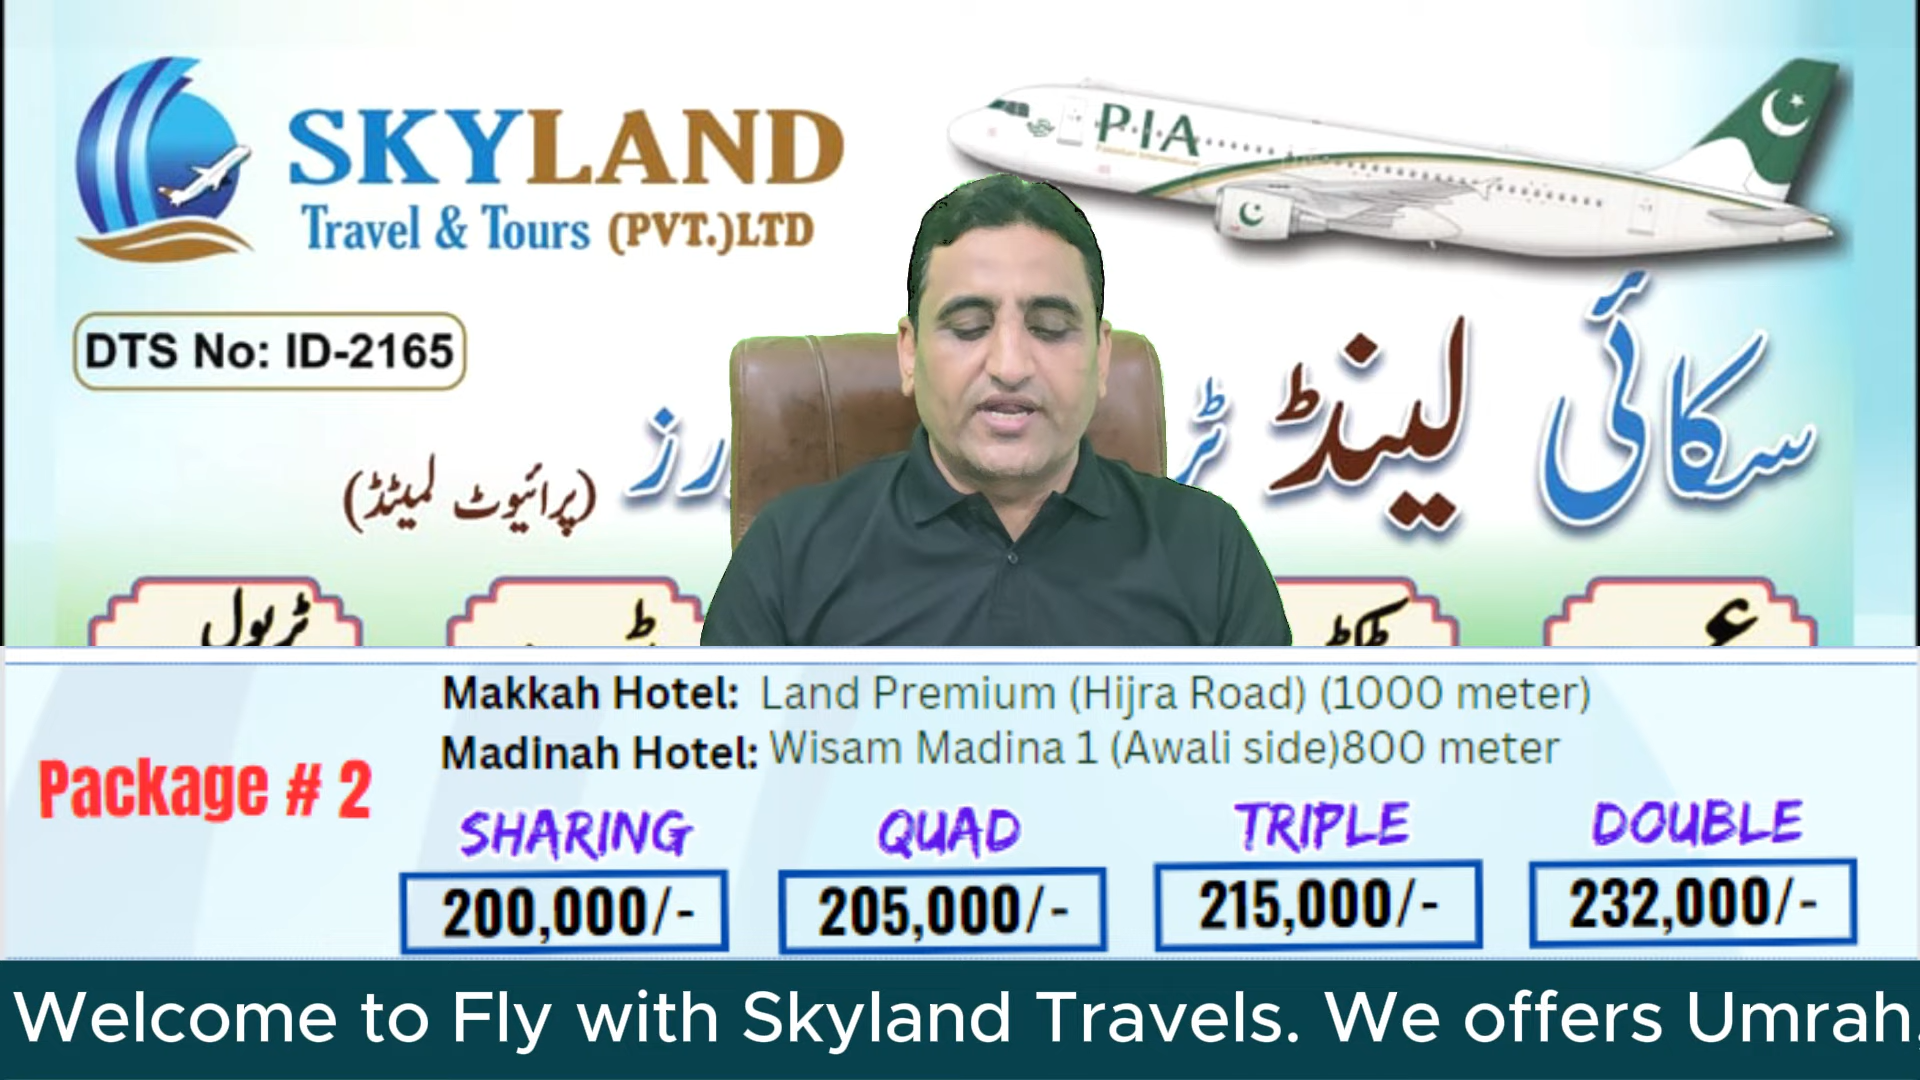 SKYLAND
Travel & Tours (PVT.)LTD
P·I·A
DTS No: ID-2165
سکائی لینڈ
(پرائیوٹ لمیٹڈ)
ٹریول
Makkah Hotel: Land Premium (Hijra Road) (1000 meter)
Madinah Hotel: Wisam Madina 1 (Awali side)800 meter
Package # 2
SHARING QUAD TRIPLE DOUBLE
200,000/- 205,000/- 215,000/- 232,000/-
Welcome to Fly with Skyland Travels. We offers Umrah,